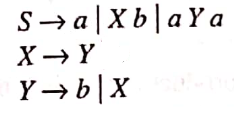 S → a | X b | a Y a
X → Y
Y → b | X